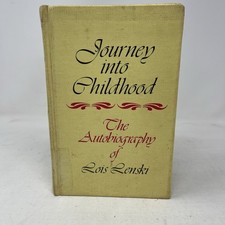 Journey
into
Childhood
The
Autobiography
of
Lois Lenski